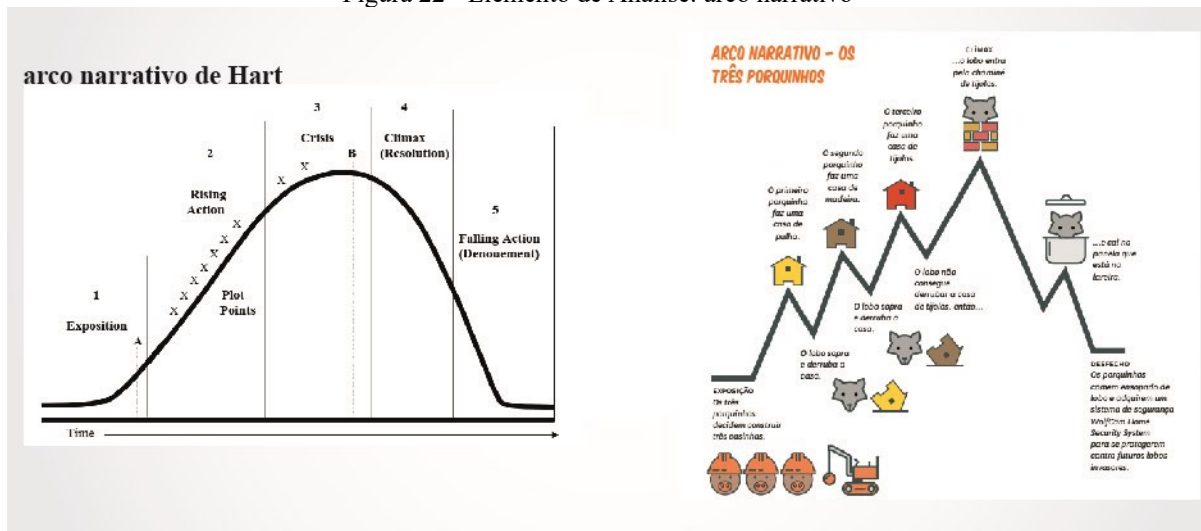 Figura 22 - Elemento de Análise: arco narrativo
arco narrativo de Hart
1
Exposition
A
2
Rising
Action
Plot
Points
X
X
X
X
X
X
X
3
Crisis
X
X
B
4
Climax
(Resolution)
5
Falling Action
(Denouement)
Time
ARCO NARRATIVO – OS
TRÊS PORQUINHOS
EXPOSIÇÃO
Os três
porquinhos
decidem construir
três casinhas.
O primeiro
porquinho
faz uma
casa de
palha.
O lobo sopra
e derruba a
casa.
O segundo
porquinho
faz uma
casa de
madeira.
O lobo sopra
e derruba a
casa.
O terceiro
porquinho
faz uma
casa de
tijolos.
O lobo não
consegue
derrubar a casa
de tijolos, então...
CLÍMAX
...o lobo entra
pela chaminé
de tijolos.
...e cai na
panela que
está na
lareira.
DESFECHO
Os porquinhos
comem ensopado de
lobo e adquirem um
sistema de segurança
WolfCom Home
Security System
para se protegerem
contra futuros lobos
invasores.